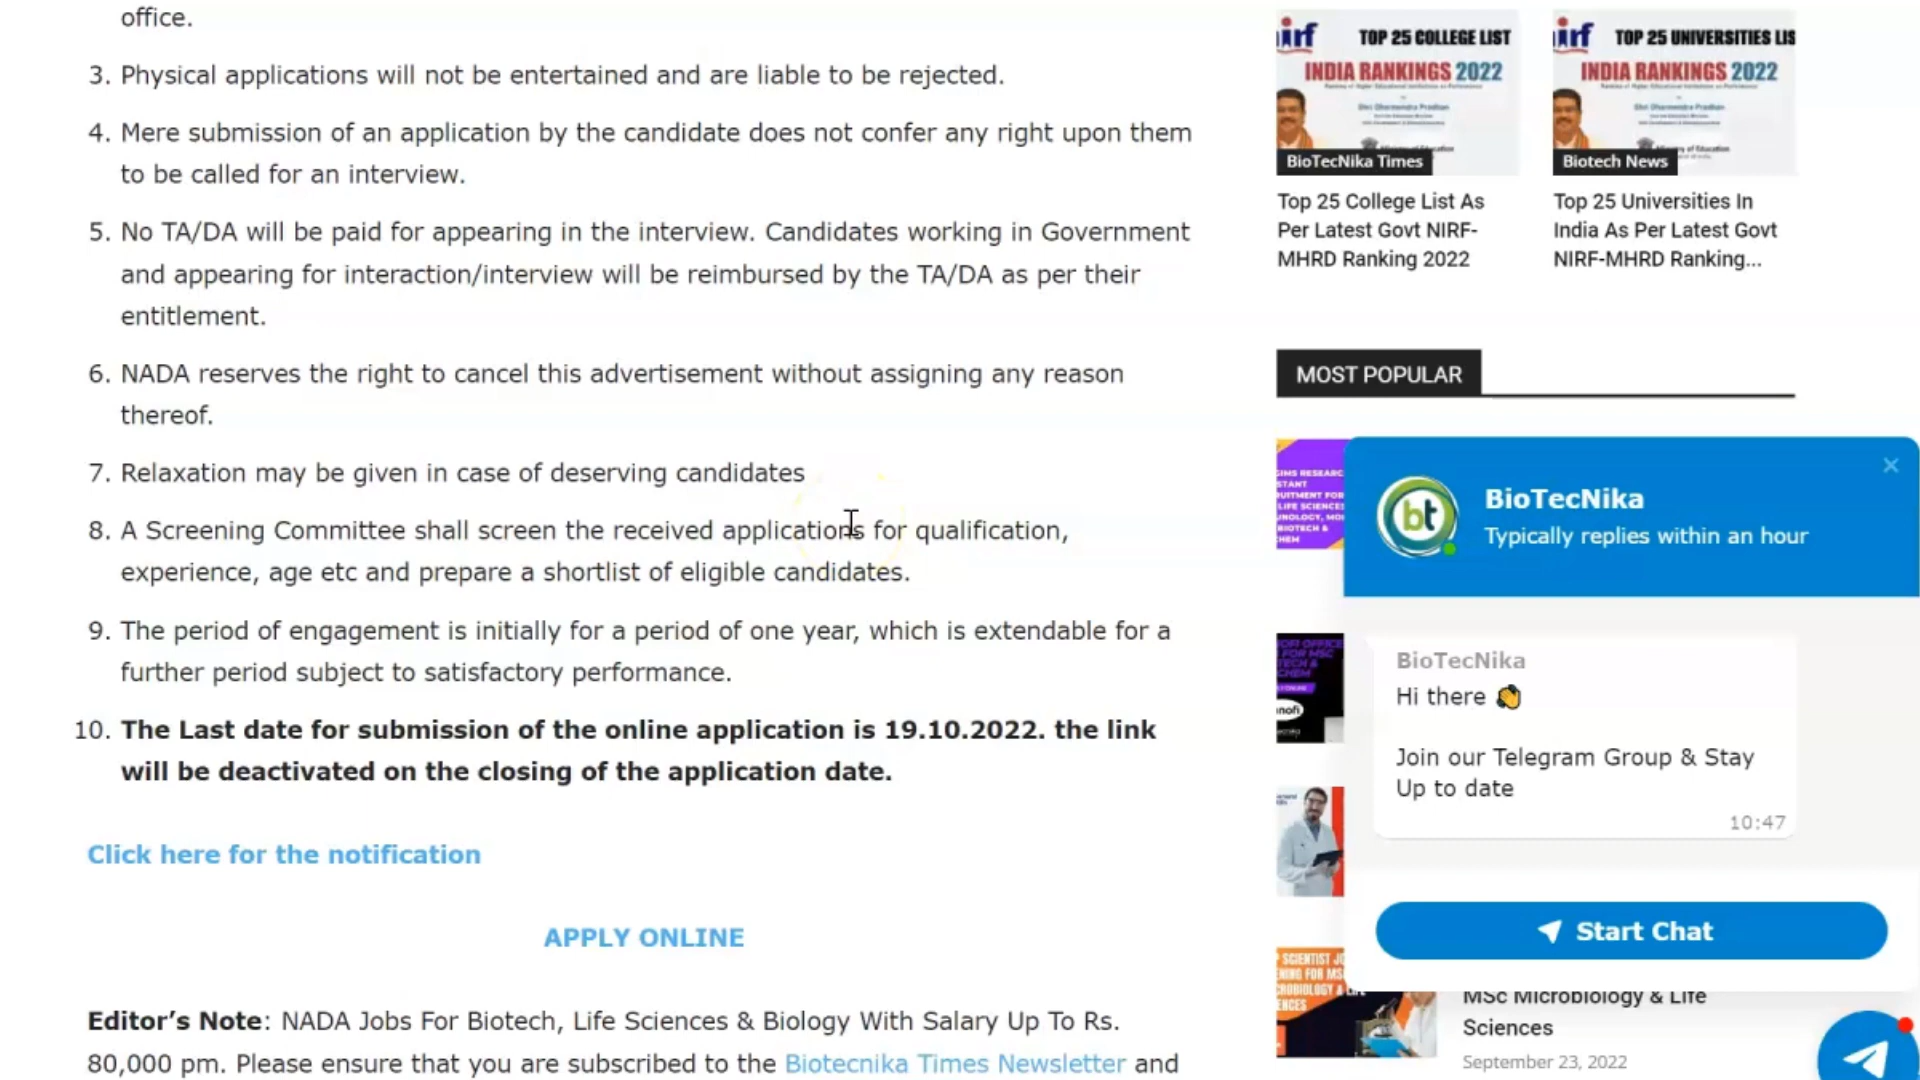 office.
3. Physical applications will not be entertained and are liable to be rejected.
4. Mere submission of an application by the candidate does not confer any right upon them
to be called for an interview.
5. No TA/DA will be paid for appearing in the interview. Candidates working in Government
and appearing for interaction/interview will be reimbursed by the TA/DA as per their
entitlement.
6. NADA reserves the right to cancel this advertisement without assigning any reason
thereof.
7. Relaxation may be given in case of deserving candidates
8. A Screening Committee shall screen the received applications for qualification,
experience, age etc and prepare a shortlist of eligible candidates.
9. The period of engagement is initially for a period of one year, which is extendable for a
further period subject to satisfactory performance.
10. The Last date for submission of the online application is 19.10.2022. the link
will be deactivated on the closing of the application date.
Click here for the notification
APPLY ONLINE
Editor’s Note: NADA Jobs For Biotech, Life Sciences & Biology With Salary Up To Rs.
80,000 pm. Please ensure that you are subscribed to the Biotecnika Times Newsletter and
irf TOP 25 COLLEGE LIST
INDIA RANKINGS 2022
Shri Dharmendra Pradhan
BioTecNika Times
Top 25 College List As
Per Latest Govt NIRF-
MHRD Ranking 2022
irf TOP 25 UNIVERSITIES LIS
INDIA RANKINGS 2022
Shri Dharmendra Pradhan
Ministry of Education
Biotech News
Top 25 Universities In
India As Per Latest Govt
NIRF-MHRD Ranking...
MOST POPULAR
bt
BioTecNika
Typically replies within an hour
BioTecNika
Hi there
Join our Telegram Group & Stay
Up to date
10:47
Start Chat
MSc Microbiology & Life
Sciences
September 23, 2022